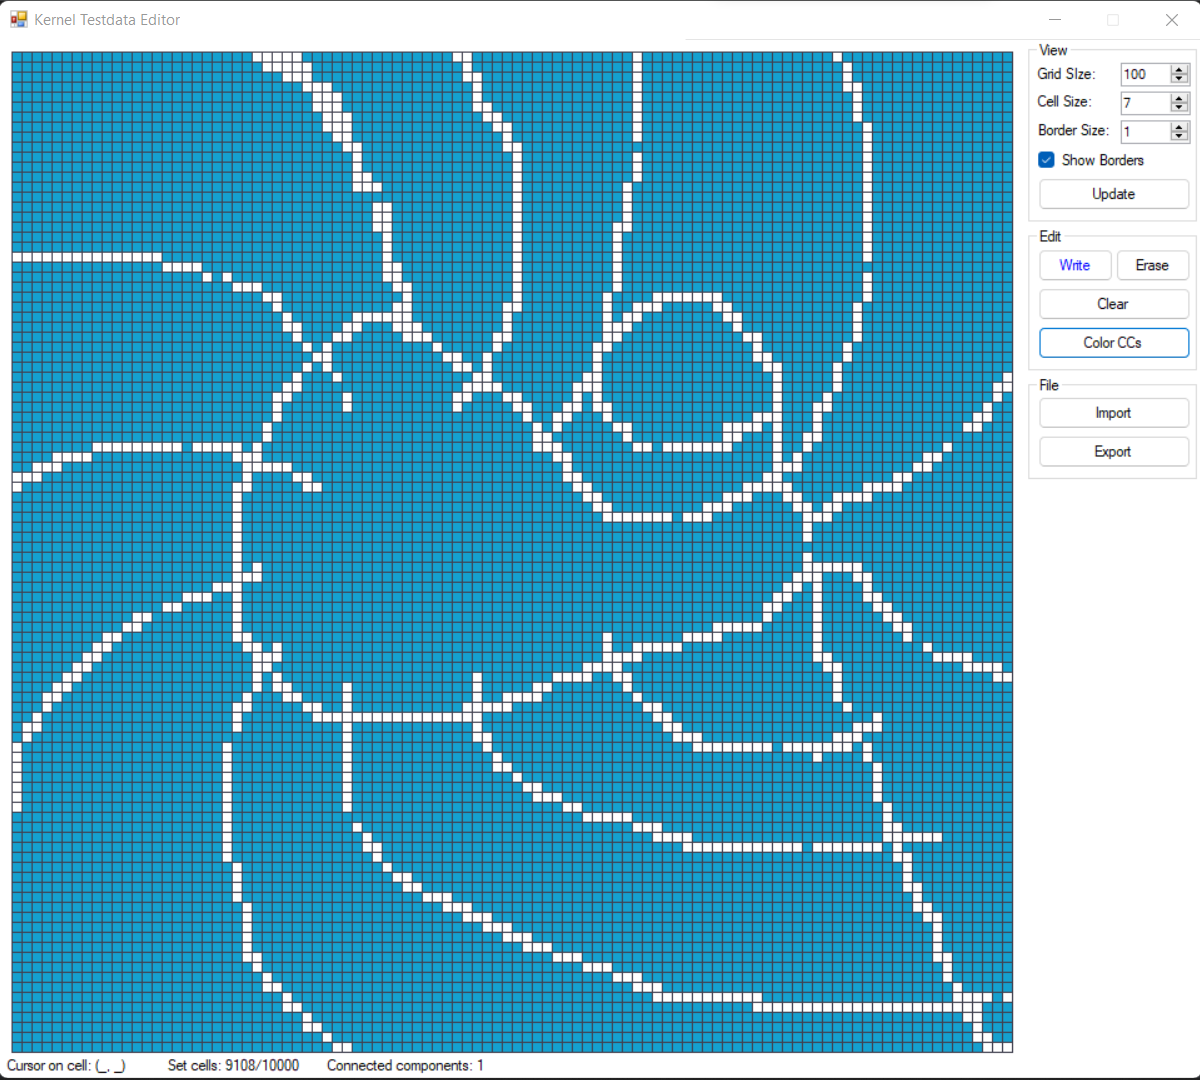 Kernel Testdata Editor
View
Grid SIze: 100
Cell Size: 7
Border Size: 1
Show Borders
Update
Edit
Write Erase
Clear
Color CCs
File
Import
Export
Cursor on cell: (_, _) Set cells: 9108/10000 Connected components: 1